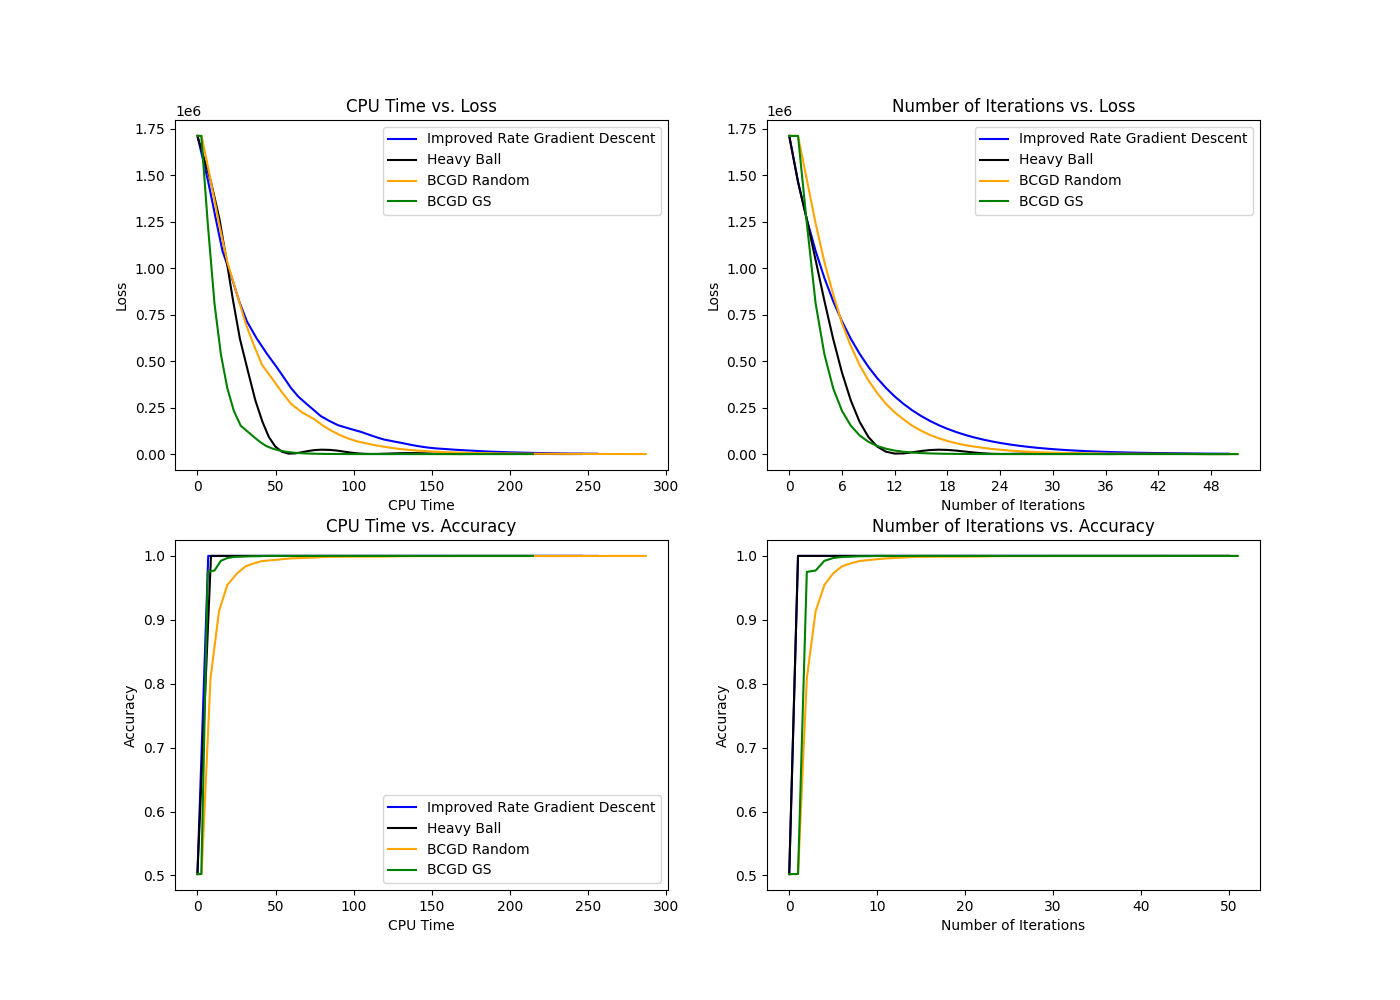 CPU Time vs. Loss
1e6
1.75
1.50
1.25
1.00
0.75
0.50
0.25
0.00
Loss
Improved Rate Gradient Descent
Heavy Ball
BCGD Random
BCGD GS
0 50 100 150 200 250 300
CPU Time
Number of Iterations vs. Loss
1e6
1.75
1.50
1.25
1.00
0.75
0.50
0.25
0.00
Loss
Improved Rate Gradient Descent
Heavy Ball
BCGD Random
BCGD GS
0 6 12 18 24 30 36 42 48
Number of Iterations
CPU Time vs. Accuracy
1.0
0.9
0.8
0.7
0.6
0.5
Accuracy
Improved Rate Gradient Descent
Heavy Ball
BCGD Random
BCGD GS
0 50 100 150 200 250 300
CPU Time
Number of Iterations vs. Accuracy
1.0
0.9
0.8
0.7
0.6
0.5
Accuracy
0 10 20 30 40 50
Number of Iterations